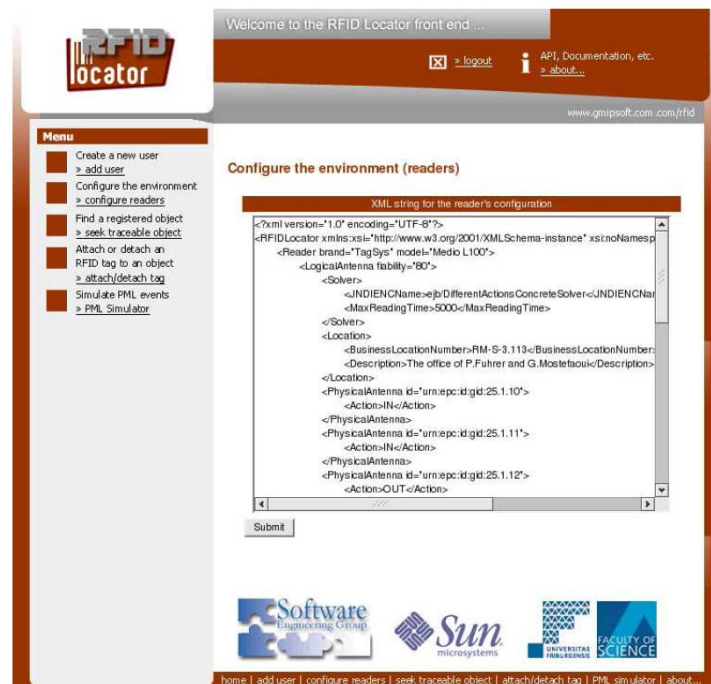 Welcome to the RFID Locator front end ...
RFID
locator
» logout
i
API, Documentation, etc.
» about...
www.gmipsoft.com .com/rfid
Menu
Create a new user
» add user
Configure the environment
» configure readers
Find a registered object
» seek traceable object
Attach or detach an
RFID tag to an object
» attach/detach tag
Simulate PML events
» PML Simulator
Configure the environment (readers)
XML string for the reader's configuration
<?xml version="1.0" encoding="UTF-8"?>
<RFIDLocator xmlns:xsi="http://www.w3.org/2001/XMLSchema-instance" xsi:noNamesp
<Reader brand="TagSys" model="Medio L100">
<LogicalAntenna fiability="80">
<Solver>
<JNDIENCName>ejb/DifferentActionsConcreteSolver</JNDIENCNar
<MaxReadingTime>5000</MaxReadingTime>
</Solver>
<Location>
<BusinessLocationNumber>RM-S-3.113</BusinessLocationNumber>
<Description>The office of P.Fuhrer and G.Mostefaoui</Description>
</Location>
<PhysicalAntenna id="urn:epc:id:gid:25.1.10">
<Action>IN</Action>
</PhysicalAntenna>
<PhysicalAntenna id="urn:epc:id:gid:25.1.11">
<Action>IN</Action>
</PhysicalAntenna>
<PhysicalAntenna id="urn:epc:id:gid:25.1.12">
<Action>OUT</Action>
Submit
Software
Engineering Group
Sun
microsystems
UNIVERSITAS
FRIBURGENSIS
FACULTY OF
SCIENCE
home | add user | configure readers | seek traceable object | attach/detach tag | PML simulator | about...